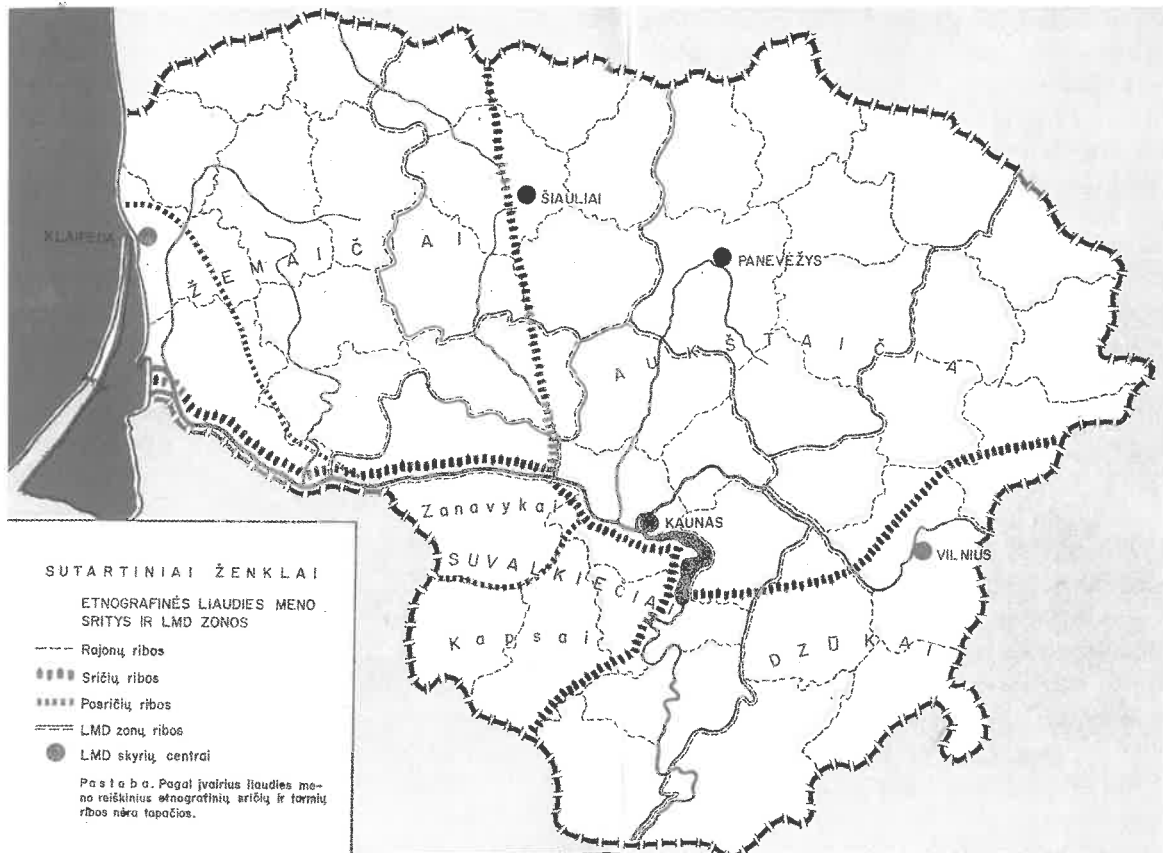 ŠIAULIAI
KLAIPĖDA
PANEVĖŽYS
ŽEMAIČAI
AUKŠTAIČIA
KAUNAS
VILNIUS
Zanavykai
SUVALKIEČIAI
Kapsai
DZŪKAI
SUTARTINIAI ŽENKLAI
ETNOGRAFINĖS LIAUDIES MENO
SRITYS IR LMD ZONOS
Rajonų ribos
Sričių ribos
Posričių ribos
LMD zonų ribos
LMD skyrių centrai
Pastaba. Pagal įvairius liaudies me-
no reiškinius etnografinių sričių ir tarmių
ribos nėra tapačios.